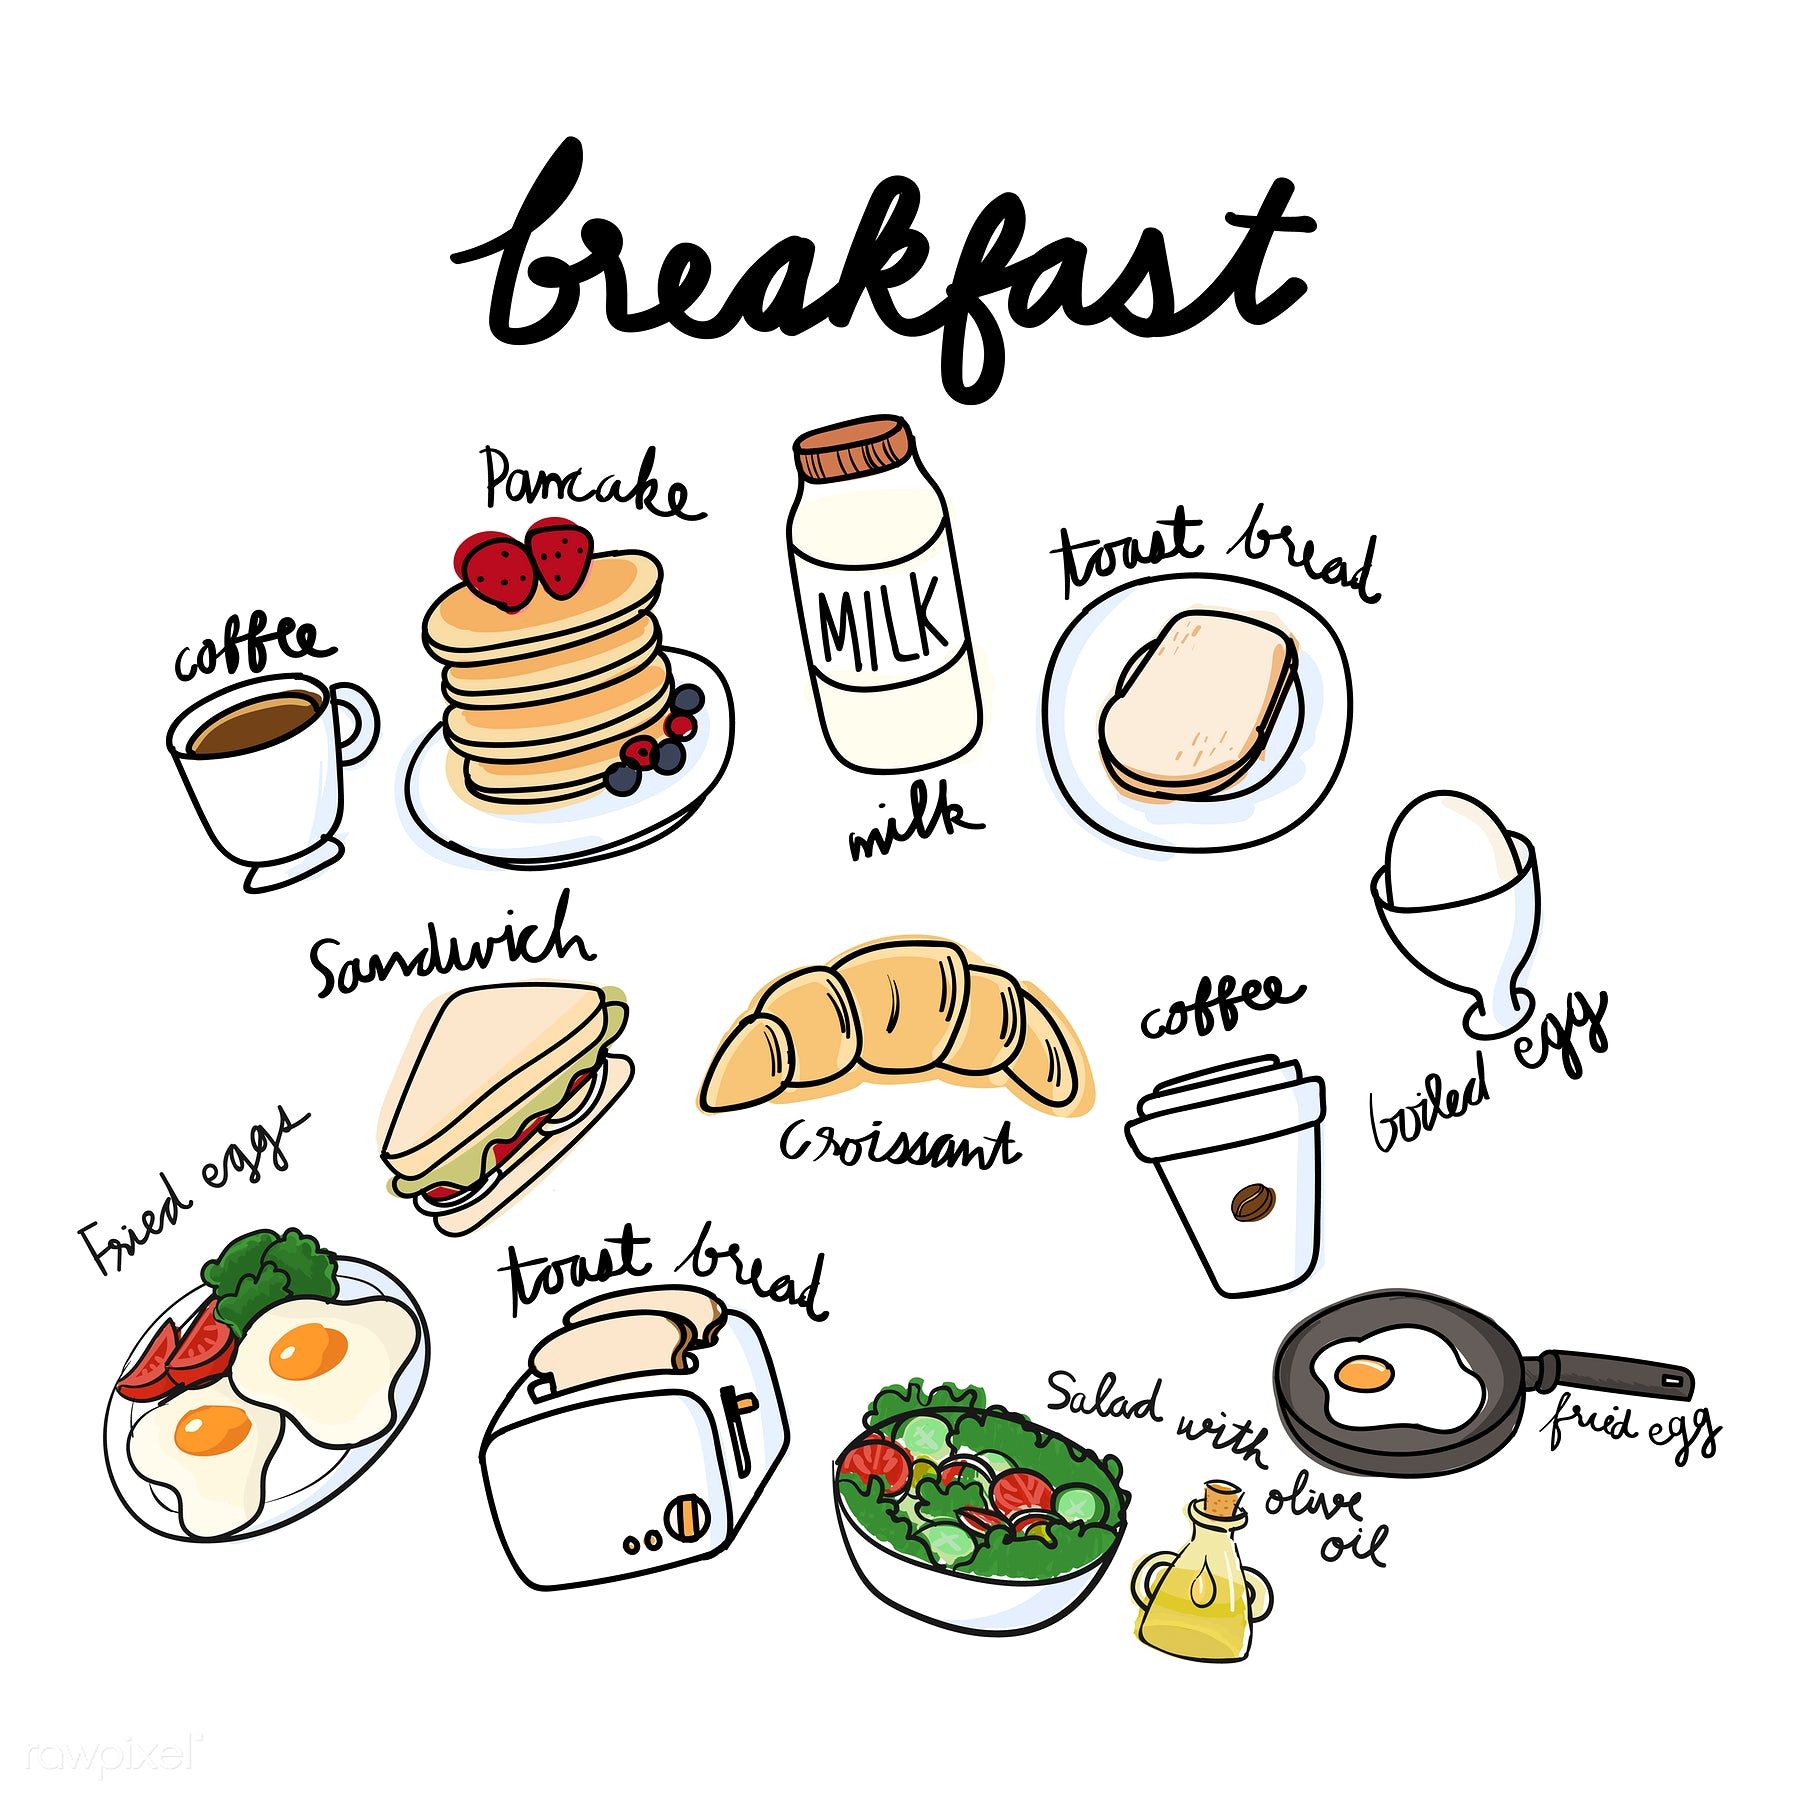 breakfast
Pancake
MILK
milk
toast bread
coffee
Sandwich
Croissant
coffee
boiled egg
Fried eggs
toast bread
Salad with
olive
oil
fried egg
rawpixel